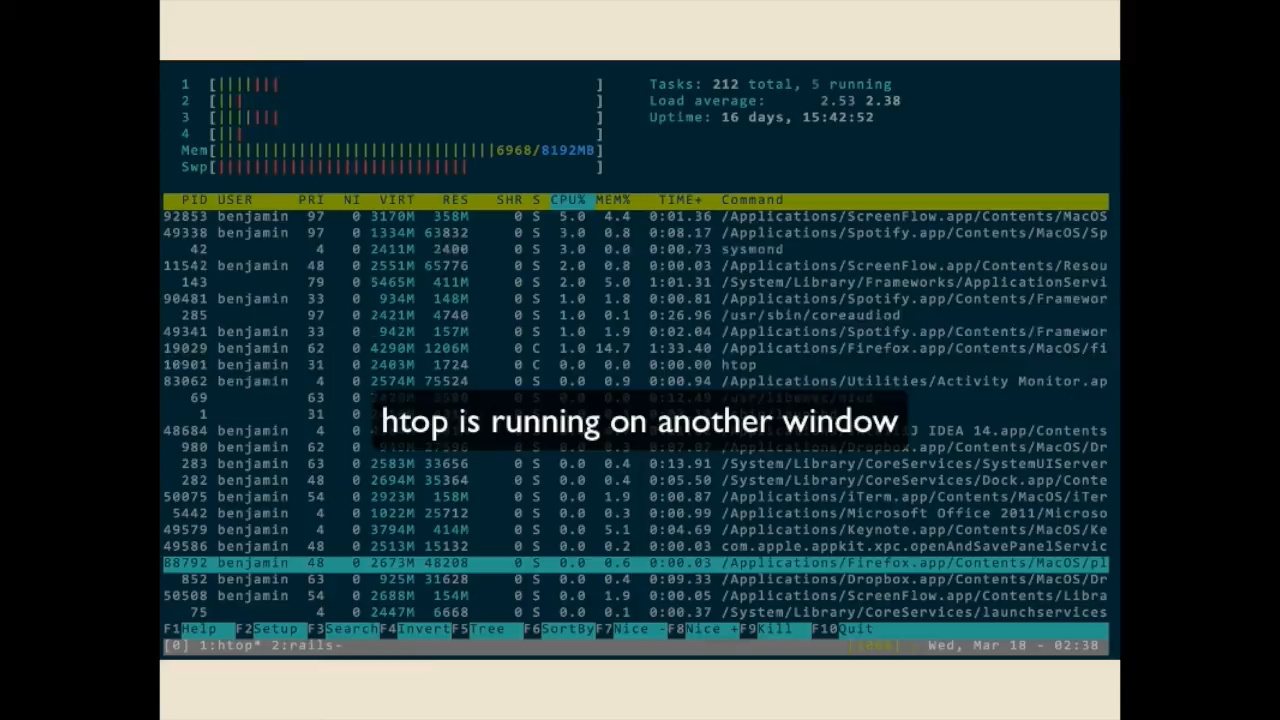 1 [||||||| ] Tasks: 212 total, 5 running
2 [||| ] Load average: 2.53 2.38
3 [||||||| ] Uptime: 16 days, 15:42:52
4 [||| ]
Mem[|||||||||||||||||||||||||||||||6968/8192MB]
Swp[|||||||||||||||||||||||||||| ]
PID USER PRI NI VIRT RES SHR S CPU% MEM% TIME+ Command
92853 benjamin 97 0 3170M 358M 0 S 5.0 4.4 0:01.36 /Applications/ScreenFlow.app/Contents/MacOS
49338 benjamin 97 0 1334M 63832 0 S 3.0 0.8 0:08.17 /Applications/Spotify.app/Contents/MacOS/Sp
42 4 0 2411M 2400 0 S 3.0 0.0 0:00.73 sysmond
11542 benjamin 48 0 2551M 65776 0 S 2.0 0.8 0:00.03 /Applications/ScreenFlow.app/Contents/Resou
143 79 0 5465M 411M 0 S 2.0 5.0 1:01.31 /System/Library/Frameworks/ApplicationServi
90481 benjamin 33 0 934M 148M 0 S 1.0 1.8 0:00.81 /Applications/Spotify.app/Contents/Framewor
285 97 0 2421M 4740 0 S 1.0 0.1 0:26.96 /usr/sbin/coreaudiod
49341 benjamin 33 0 942M 157M 0 S 1.0 1.9 0:02.04 /Applications/Spotify.app/Contents/Framewor
19029 benjamin 62 0 4290M 1206M 0 C 1.0 14.7 1:33.40 /Applications/Firefox.app/Contents/MacOS/fi
10901 benjamin 31 0 2403M 1724 0 C 0.0 0.0 0:00.00 htop
83062 benjamin 4 0 2574M 75524 0 S 0.0 0.9 0:00.94 /Applications/Utilities/Activity Monitor.ap
69 63 0
1 31 0
htop is running on another window
48684 benjamin 4 0 J IDEA 14.app/Contents
980 benjamin 62 0 0 S 0.0 /Applications/Dropbox.app/Contents/MacOS/Dr
283 benjamin 63 0 2583M 33656 0 S 0.0 0.4 0:13.91 /System/Library/CoreServices/SystemUIServer
282 benjamin 48 0 2694M 35364 0 S 0.0 0.4 0:05.50 /System/Library/CoreServices/Dock.app/Conte
50075 benjamin 54 0 2923M 158M 0 S 0.0 1.9 0:00.87 /Applications/iTerm.app/Contents/MacOS/iTer
5442 benjamin 4 0 1022M 25712 0 S 0.0 0.3 0:00.99 /Applications/Microsoft Office 2011/Microso
49579 benjamin 4 0 3794M 414M 0 S 0.0 5.1 0:04.69 /Applications/Keynote.app/Contents/MacOS/Ke
49586 benjamin 48 0 2513M 15132 0 S 0.0 0.2 0:00.03 com.apple.appkit.xpc.openAndSavePanelServic
88792 benjamin 48 0 2673M 48208 0 S 0.0 0.6 0:00.03 /Applications/Firefox.app/Contents/MacOS/pl
852 benjamin 63 0 925M 31628 0 S 0.0 0.4 0:09.33 /Applications/Dropbox.app/Contents/MacOS/Dr
50508 benjamin 48 0 2688M 154M 0 S 0.0 1.9 0:00.05 /Applications/Firefox.app/Contents/Libra
75 4 0 2447M 6668 0 S 0.0 0.1 0:00.37 /System/Library/CoreServices/launchservices
F1Help F2Setup F3SearchF4InvertF5Tree F6SortByF7Nice -F8Nice +F9Kill F10Quit
[0] 1:htop* 2:rails- Wed, Mar 18 - 02:38